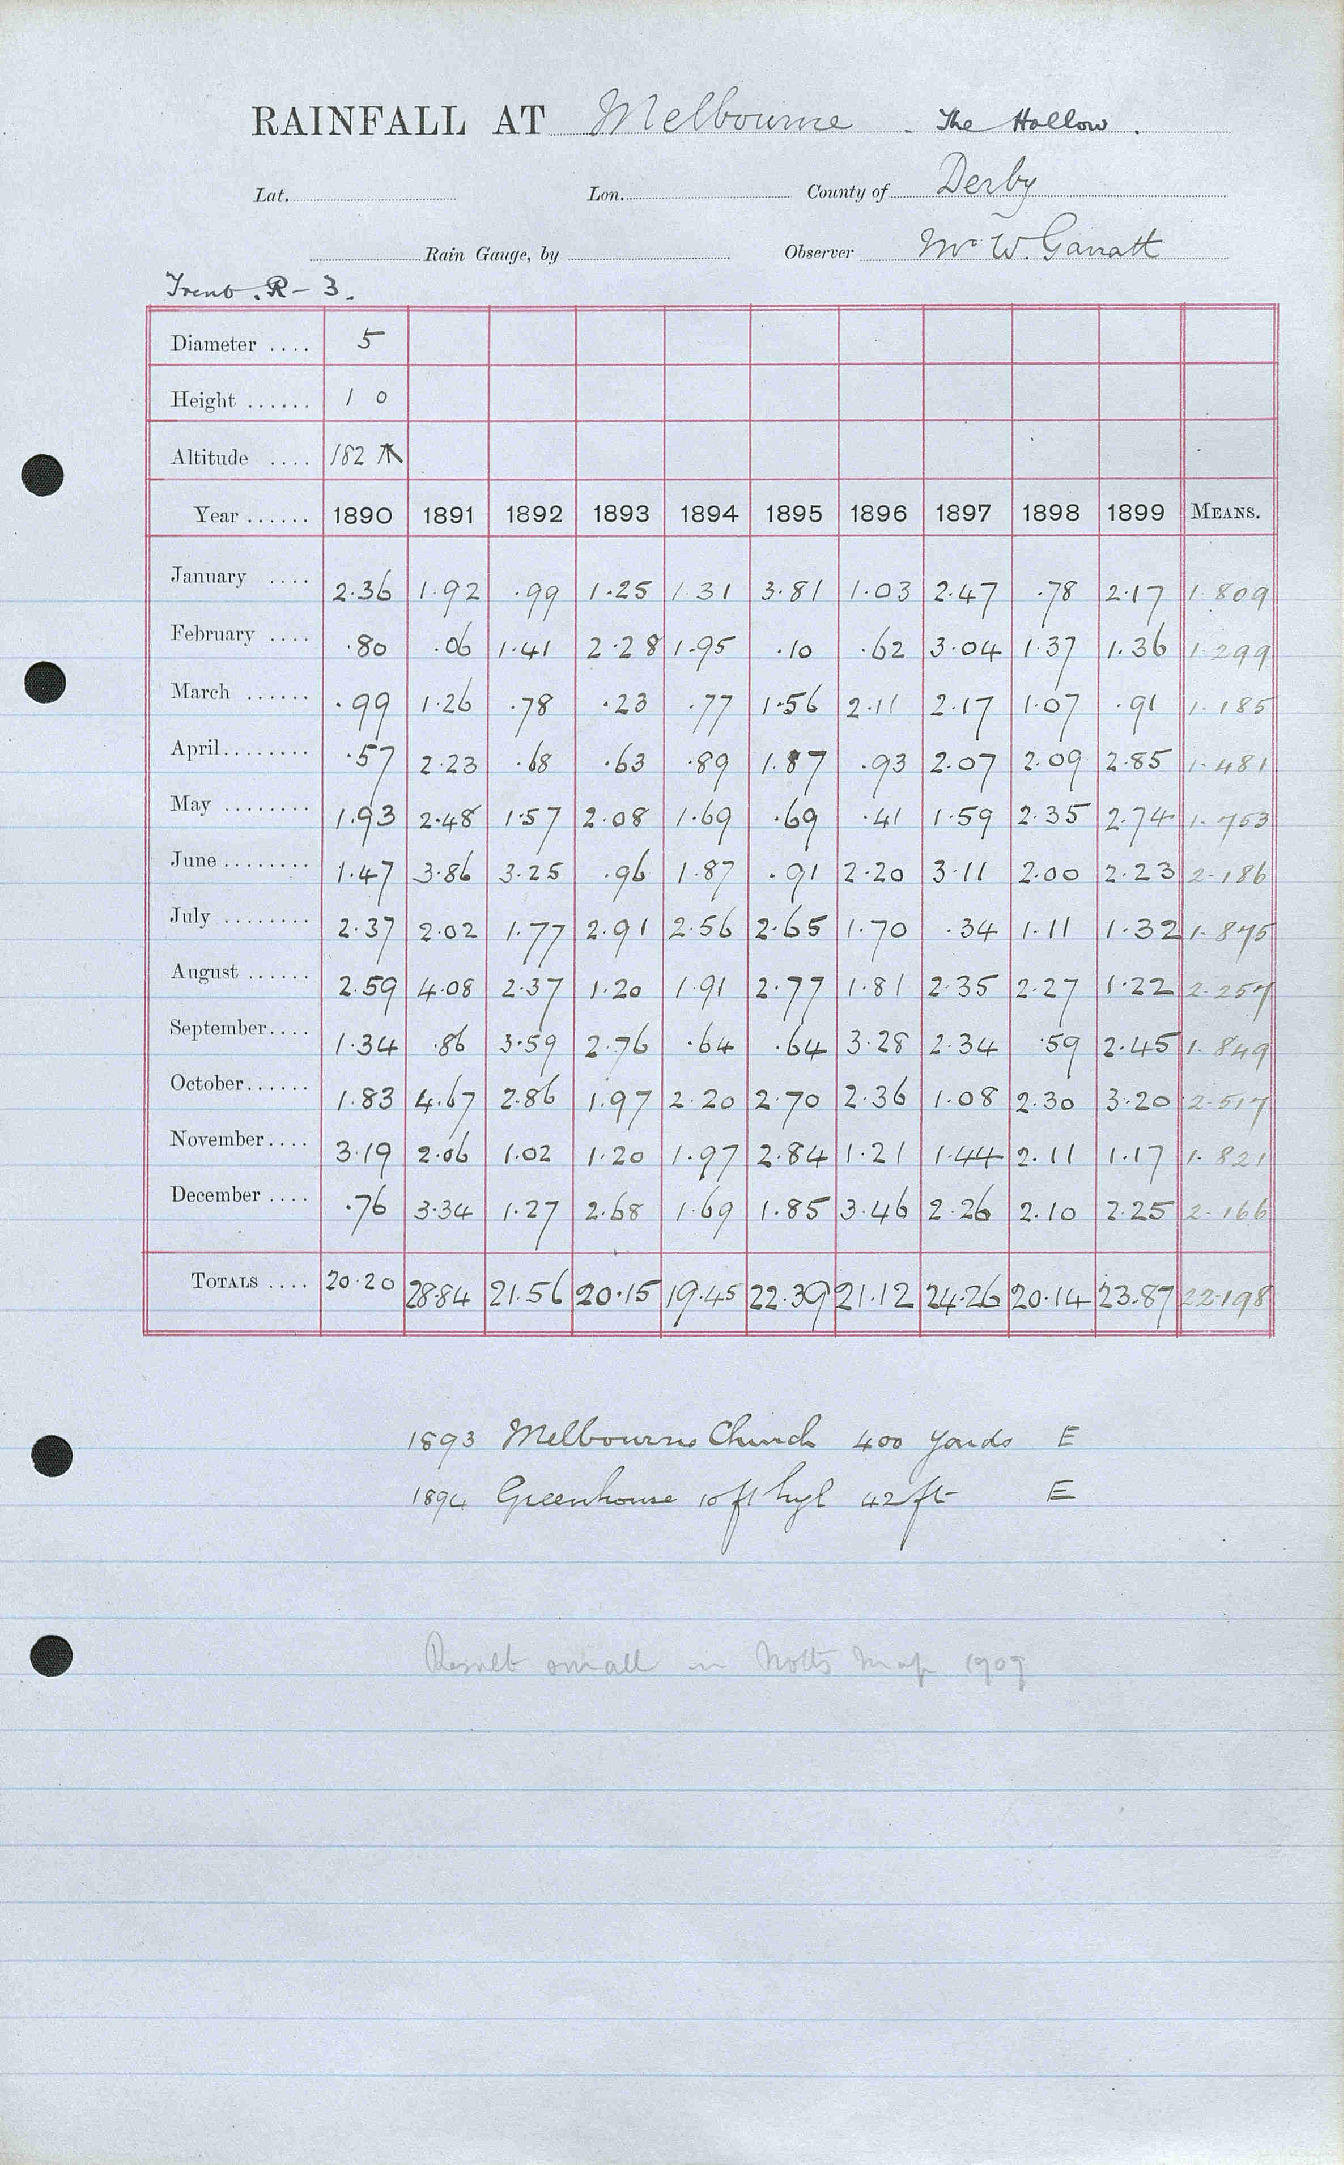 RAINFALL AT Melbourne - The Hollow.
Lat. Lon. County of Derby
Rain Gauge, by Observer Mr W. Garratt
Trent. R - 3.
Diameter .... 5
Height ...... 1 0
Altitude .... 182
Year ...... 1890 1891 1892 1893 1894 1895 1896 1897 1898 1899 MEANS.
January .... 2.36 1.92 .99 1.25 1.31 3.81 1.03 2.47 .78 2.17 1.809
February .... .80 .06 1.41 2.28 1.95 .10 .62 3.04 1.37 1.36 1.299
March ...... .99 1.26 .78 .23 .77 1.56 2.11 2.17 1.07 .91 1.185
April........ .57 2.23 .68 .63 .89 1.87 .93 2.07 2.09 2.85 1.481
May ........ 1.93 2.48 1.57 2.08 1.69 .69 .41 1.59 2.35 2.74 1.753
June ........ 1.47 3.86 3.25 .96 1.87 .91 2.20 3.11 2.00 2.23 2.186
July ........ 2.37 2.02 1.77 2.91 2.56 2.65 1.70 .34 1.11 1.32 1.875
August ...... 2.59 4.08 2.37 1.20 1.91 2.77 1.81 2.35 2.27 1.22 2.257
September.... 1.34 .86 3.59 2.76 .64 .64 3.28 2.34 .59 2.45 1.849
October...... 1.83 4.67 2.86 1.97 2.20 2.70 2.36 1.08 2.30 3.20 2.517
November.... 3.19 2.06 1.02 1.20 1.97 2.84 1.21 1.44 2.11 1.17 1.821
December .... .76 3.34 1.27 2.68 1.69 1.85 3.46 2.26 2.10 2.25 2.166
TOTALS .... 20.20 28.84 21.56 20.15 19.45 22.39 21.12 24.26 20.14 23.87 22.198
1893 Melbourne Church 400 yards E
1894 Greenhouse 10 ft high 42 ft E
Result small in Notts Map 1909